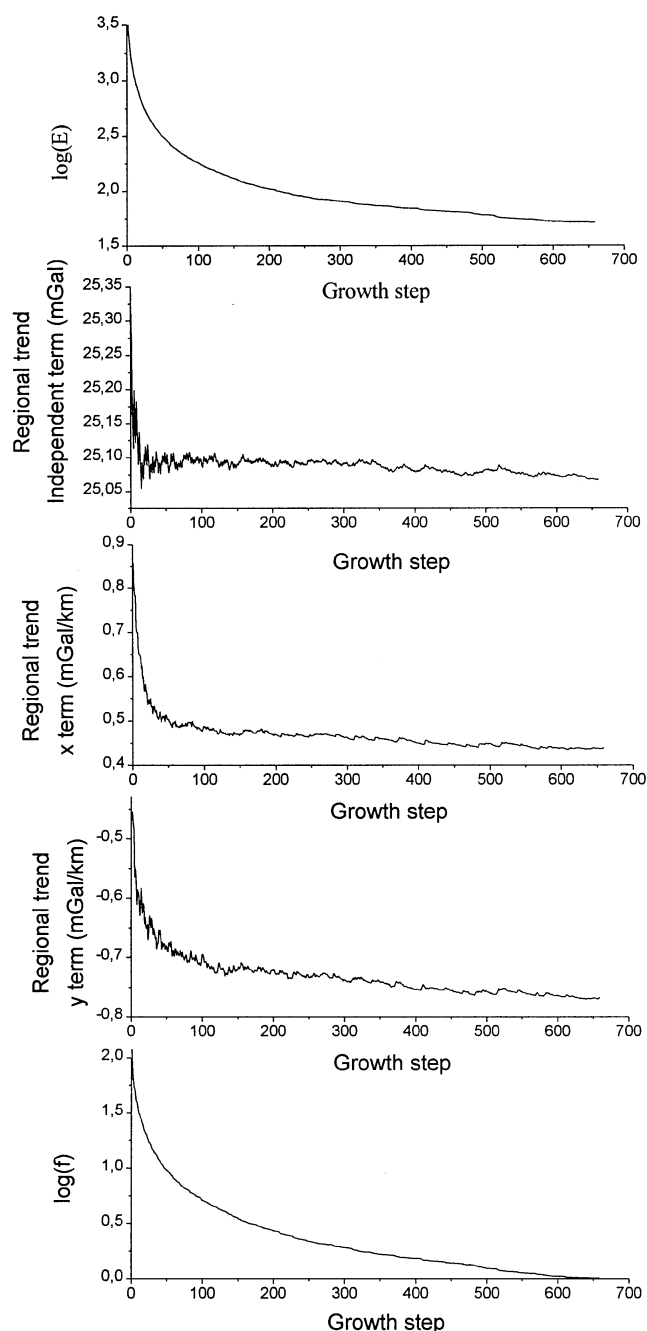 log(E)
3,5
3,0
2,5
2,0
1,5
0 100 200 300 400 500 600 700
Growth step
Regional trend
Independent term (mGal)
25,35
25,30
25,25
25,20
25,15
25,10
25,05
0 100 200 300 400 500 600 700
Growth step
Regional trend
x term (mGal/km)
0,9
0,8
0,7
0,6
0,5
0,4
0 100 200 300 400 500 600 700
Growth step
Regional trend
y term (mGal/km)
-0,5
-0,6
-0,7
-0,8
0 100 200 300 400 500 600 700
Growth step
log(f)
2,0
1,5
1,0
0,5
0,0
0 100 200 300 400 500 600 700
Growth step